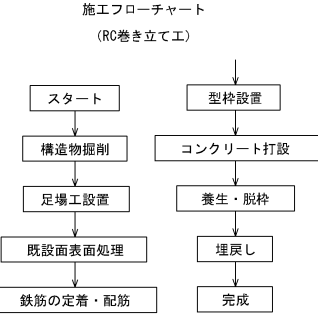 施工フローチャート
(RC巻き立て工)
スタート
構造物掘削
足場工設置
既設面表面処理
鉄筋の定着・配筋
型枠設置
コンクリート打設
養生・脱枠
埋戻し
完成